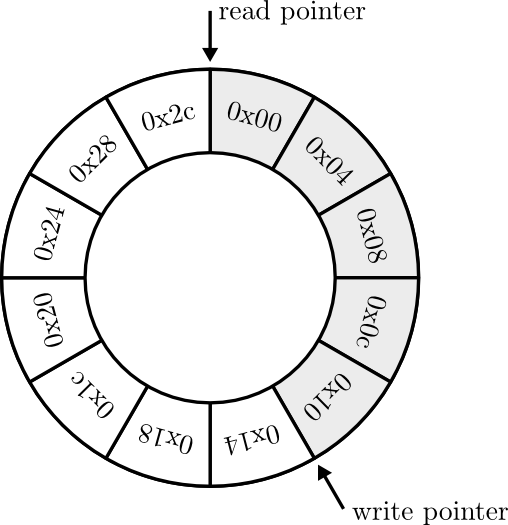 read pointer
0x00
0x04
0x08
0x0c
0x10
0x14
0x18
0x1c
0x20
0x24
0x28
0x2c
write pointer